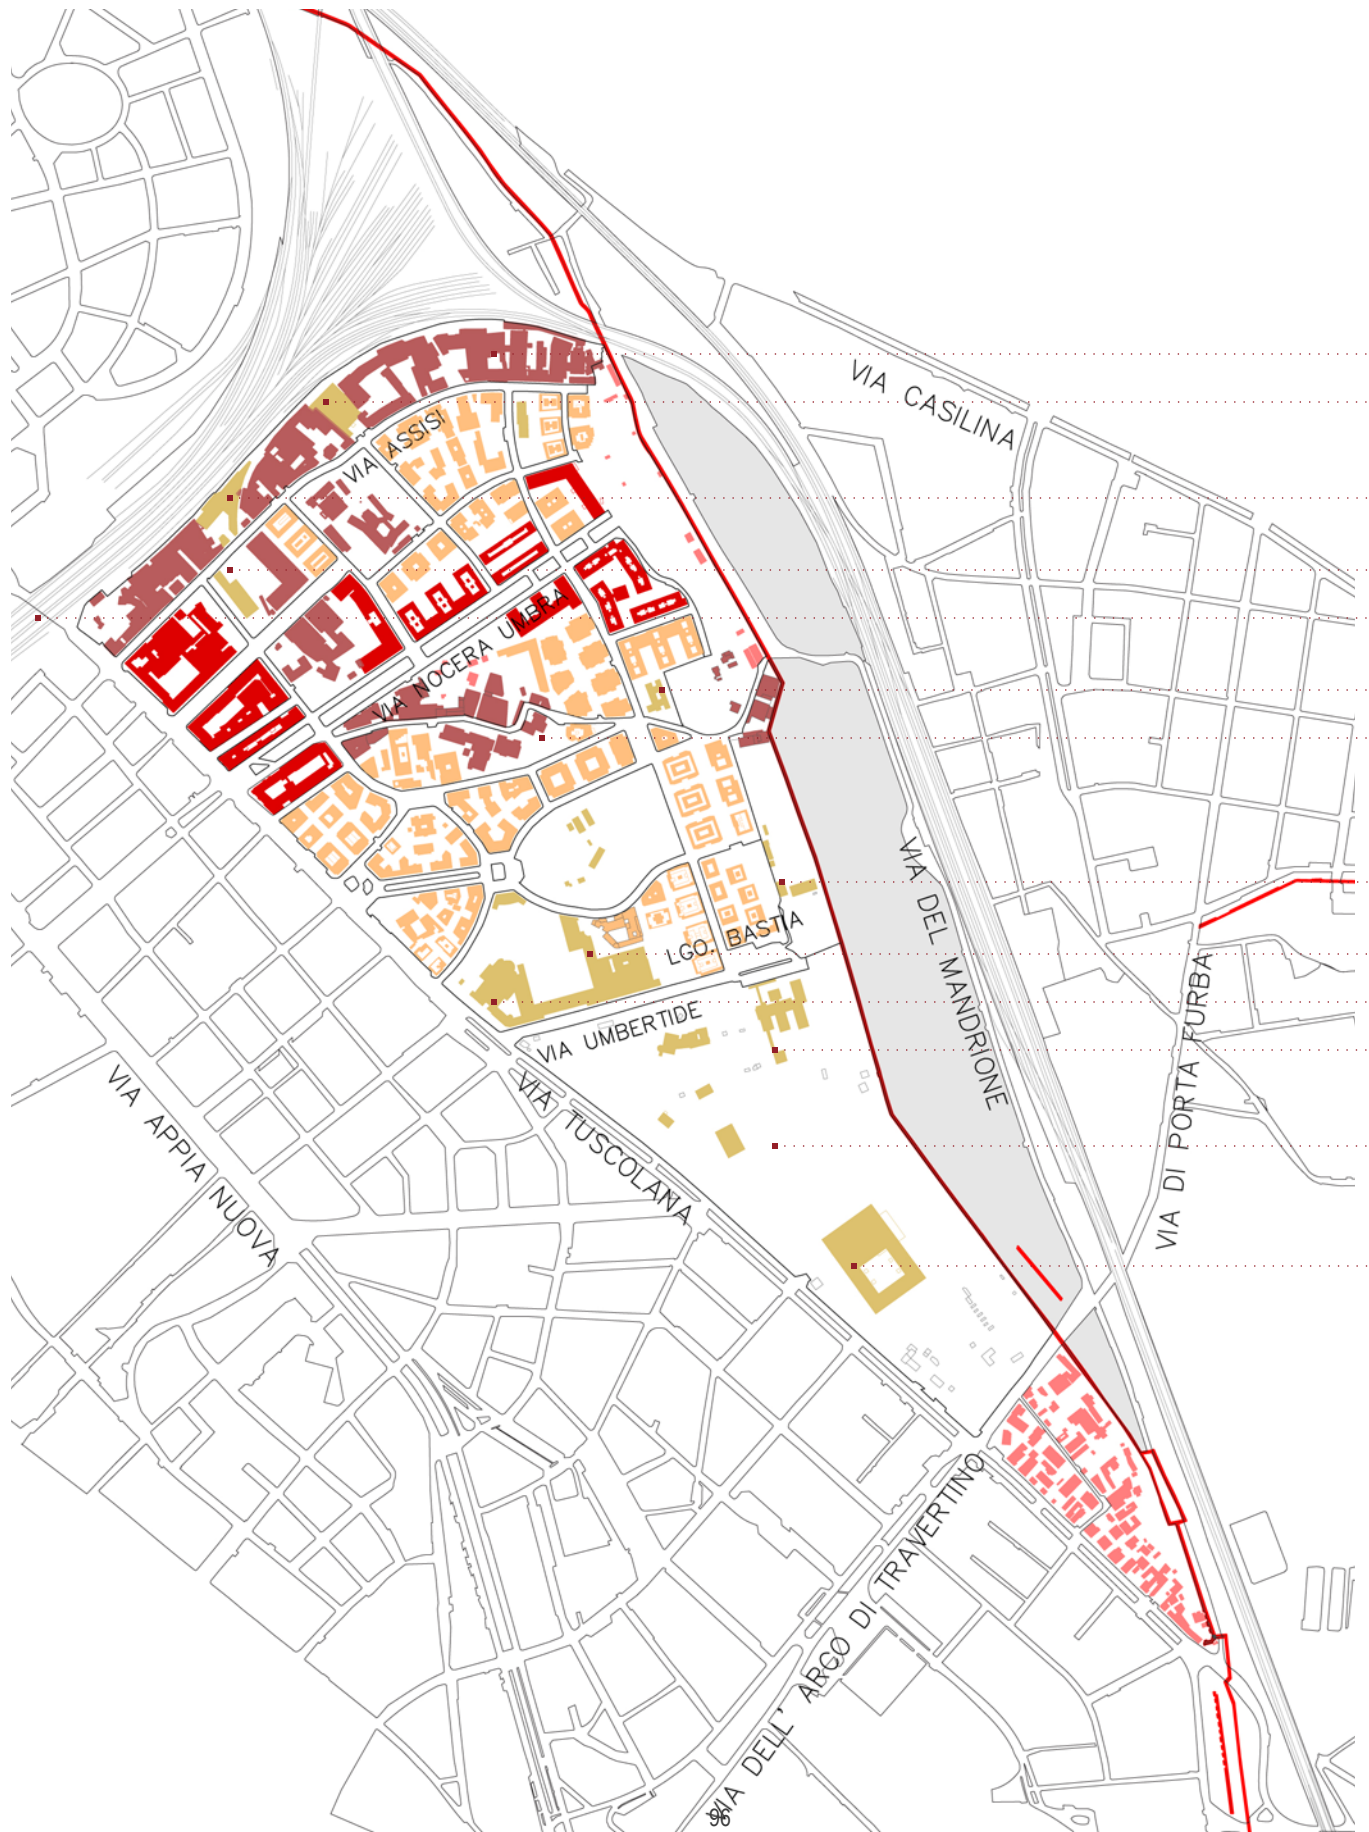 VIA CASILINA
VIA ASSISI
VIA NOCERA UMBRA
VIA DEL MANDRIONE
LGO. BASTIA
VIA DI PORTA FURBA
VIA UMBERTIDE
VIA TUSCOLANA
VIA APPIA NUOVA
VIA DELL' ARCO DI TRAVERTINO
96